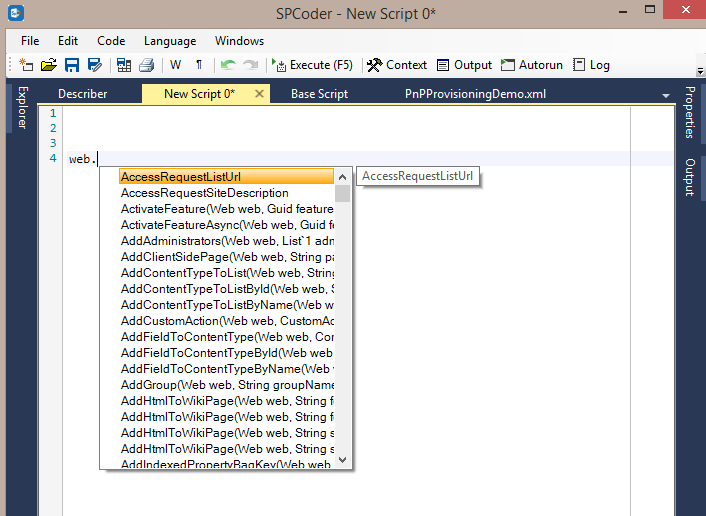 SPCoder - New Script 0*
File Edit Code Language Windows
W ¶ Execute (F5) Context Output Autorun Log
Explorer
Describer New Script 0* Base Script PnPProvisioningDemo.xml
Properties
Output
1
2
3
4 web.
AccessRequestListUrl AccessRequestListUrl
AccessRequestSiteDescription
ActivateFeature(Web web, Guid feature
ActivateFeatureAsync(Web web, Guid fe
AddAdministrators(Web web, List`1 adn
AddClientSidePage(Web web, String pa
AddContentTypeToList(Web web, String
AddContentTypeToListById(Web web, S
AddContentTypeToListByName(Web w
AddCustomAction(Web web, CustomAc
AddFieldToContentType(Web web, Con
AddFieldToContentTypeById(Web web
AddFieldToContentTypeByName(Web v
AddGroup(Web web, String groupName
AddHtmlToWikiPage(Web web, String fo
AddHtmlToWikiPage(Web web, String fo
AddHtmlToWikiPage(Web web, String s
AddHtmlToWikiPage(Web web, String s
AddIndexedPropertyBagKey(Web web